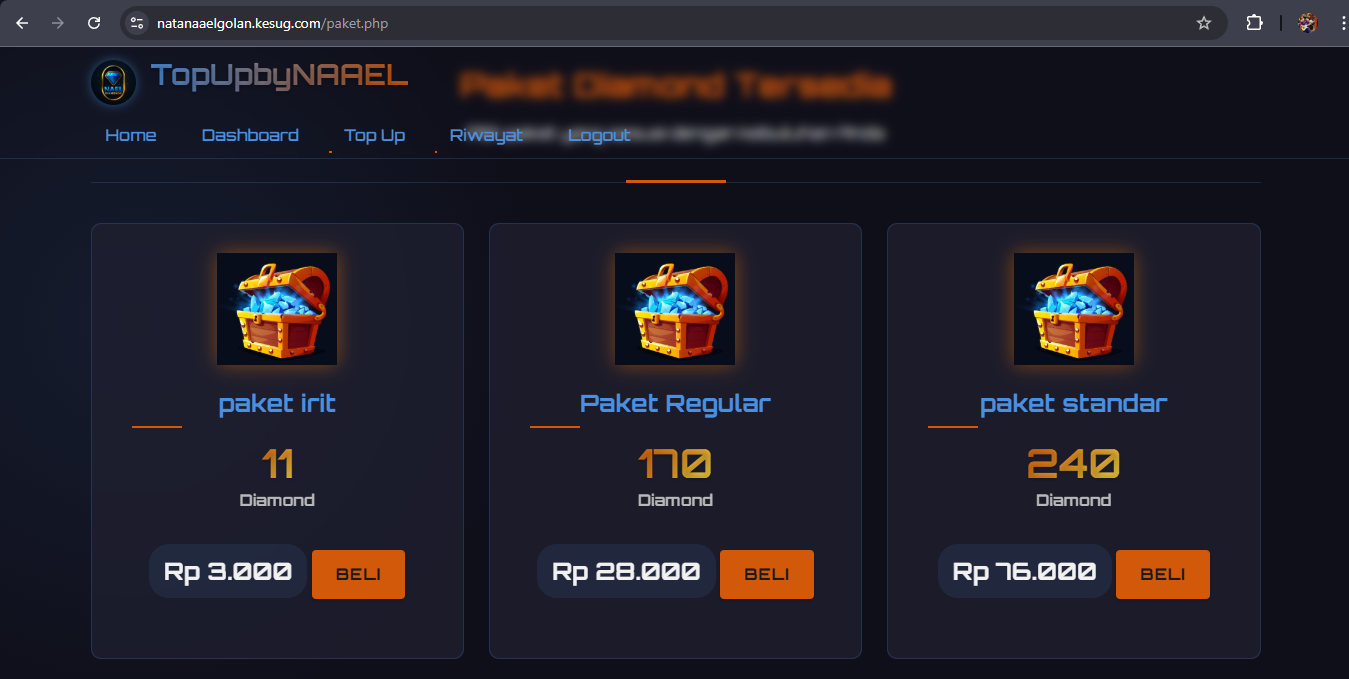 natanaaelgolan.kesug.com/paket.php
NAEL
TopUpbyNAAEL
Paket Diamond Tersedia
Home Dashboard Top Up Riwayat Logout
paket irit
11
Diamond
Rp 3.000 BELI
Paket Regular
170
Diamond
Rp 28.000 BELI
paket standar
240
Diamond
Rp 76.000 BELI